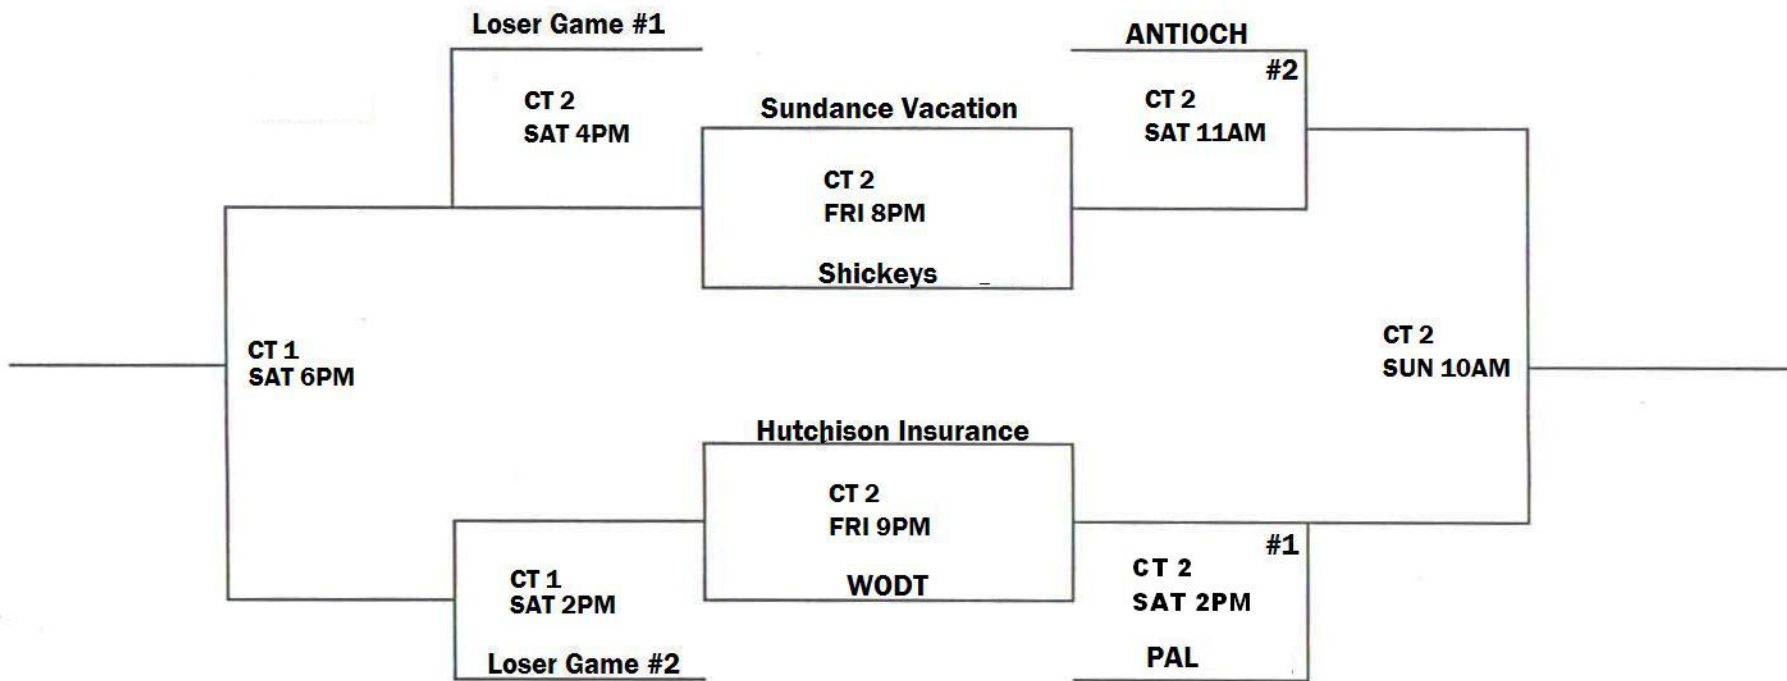 Loser Game #1
ANTIOCH
#2
CT 2
SAT 4PM
Sundance Vacation
CT 2
SAT 11AM
CT 2
FRI 8PM
Shickeys
CT 1
SAT 6PM
CT 2
SUN 10AM
Hutchison Insurance
CT 2
FRI 9PM
WODT
#1
CT 1
SAT 2PM
CT 2
SAT 2PM
Loser Game #2
PAL